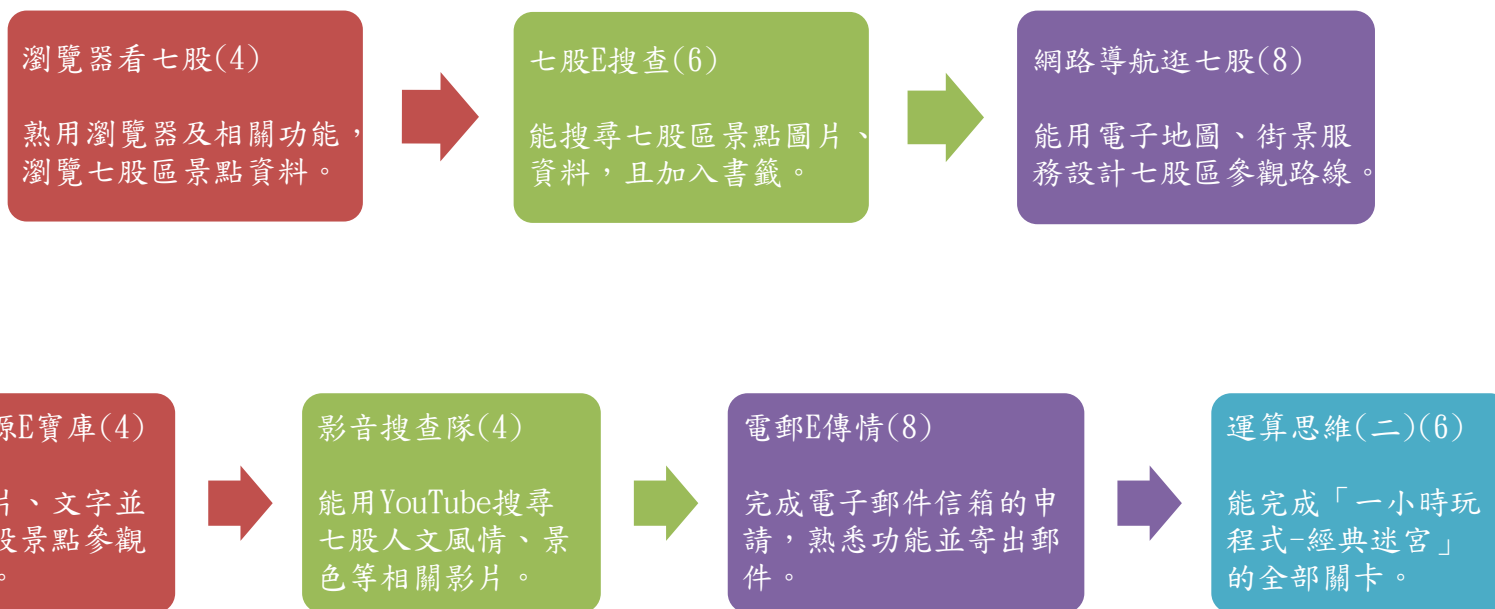 瀏覽器看七股(4)
熟用瀏覽器及相關功能，
瀏覽七股區景點資料。
七股E搜查(6)
能搜尋七股區景點圖片、
資料，且加入書籤。
網路導航逛七股(8)
能用電子地圖、街景服
務設計七股區參觀路線。
源E寶庫(4)
片、文字並
股景點參觀
。
影音搜查隊(4)
能用YouTube搜尋
七股人文風情、景
色等相關影片。
電郵E傳情(8)
完成電子郵件信箱的申
請，熟悉功能並寄出郵
件。
運算思維(二)(6)
能完成「一小時玩
程式-經典迷宮」
的全部關卡。